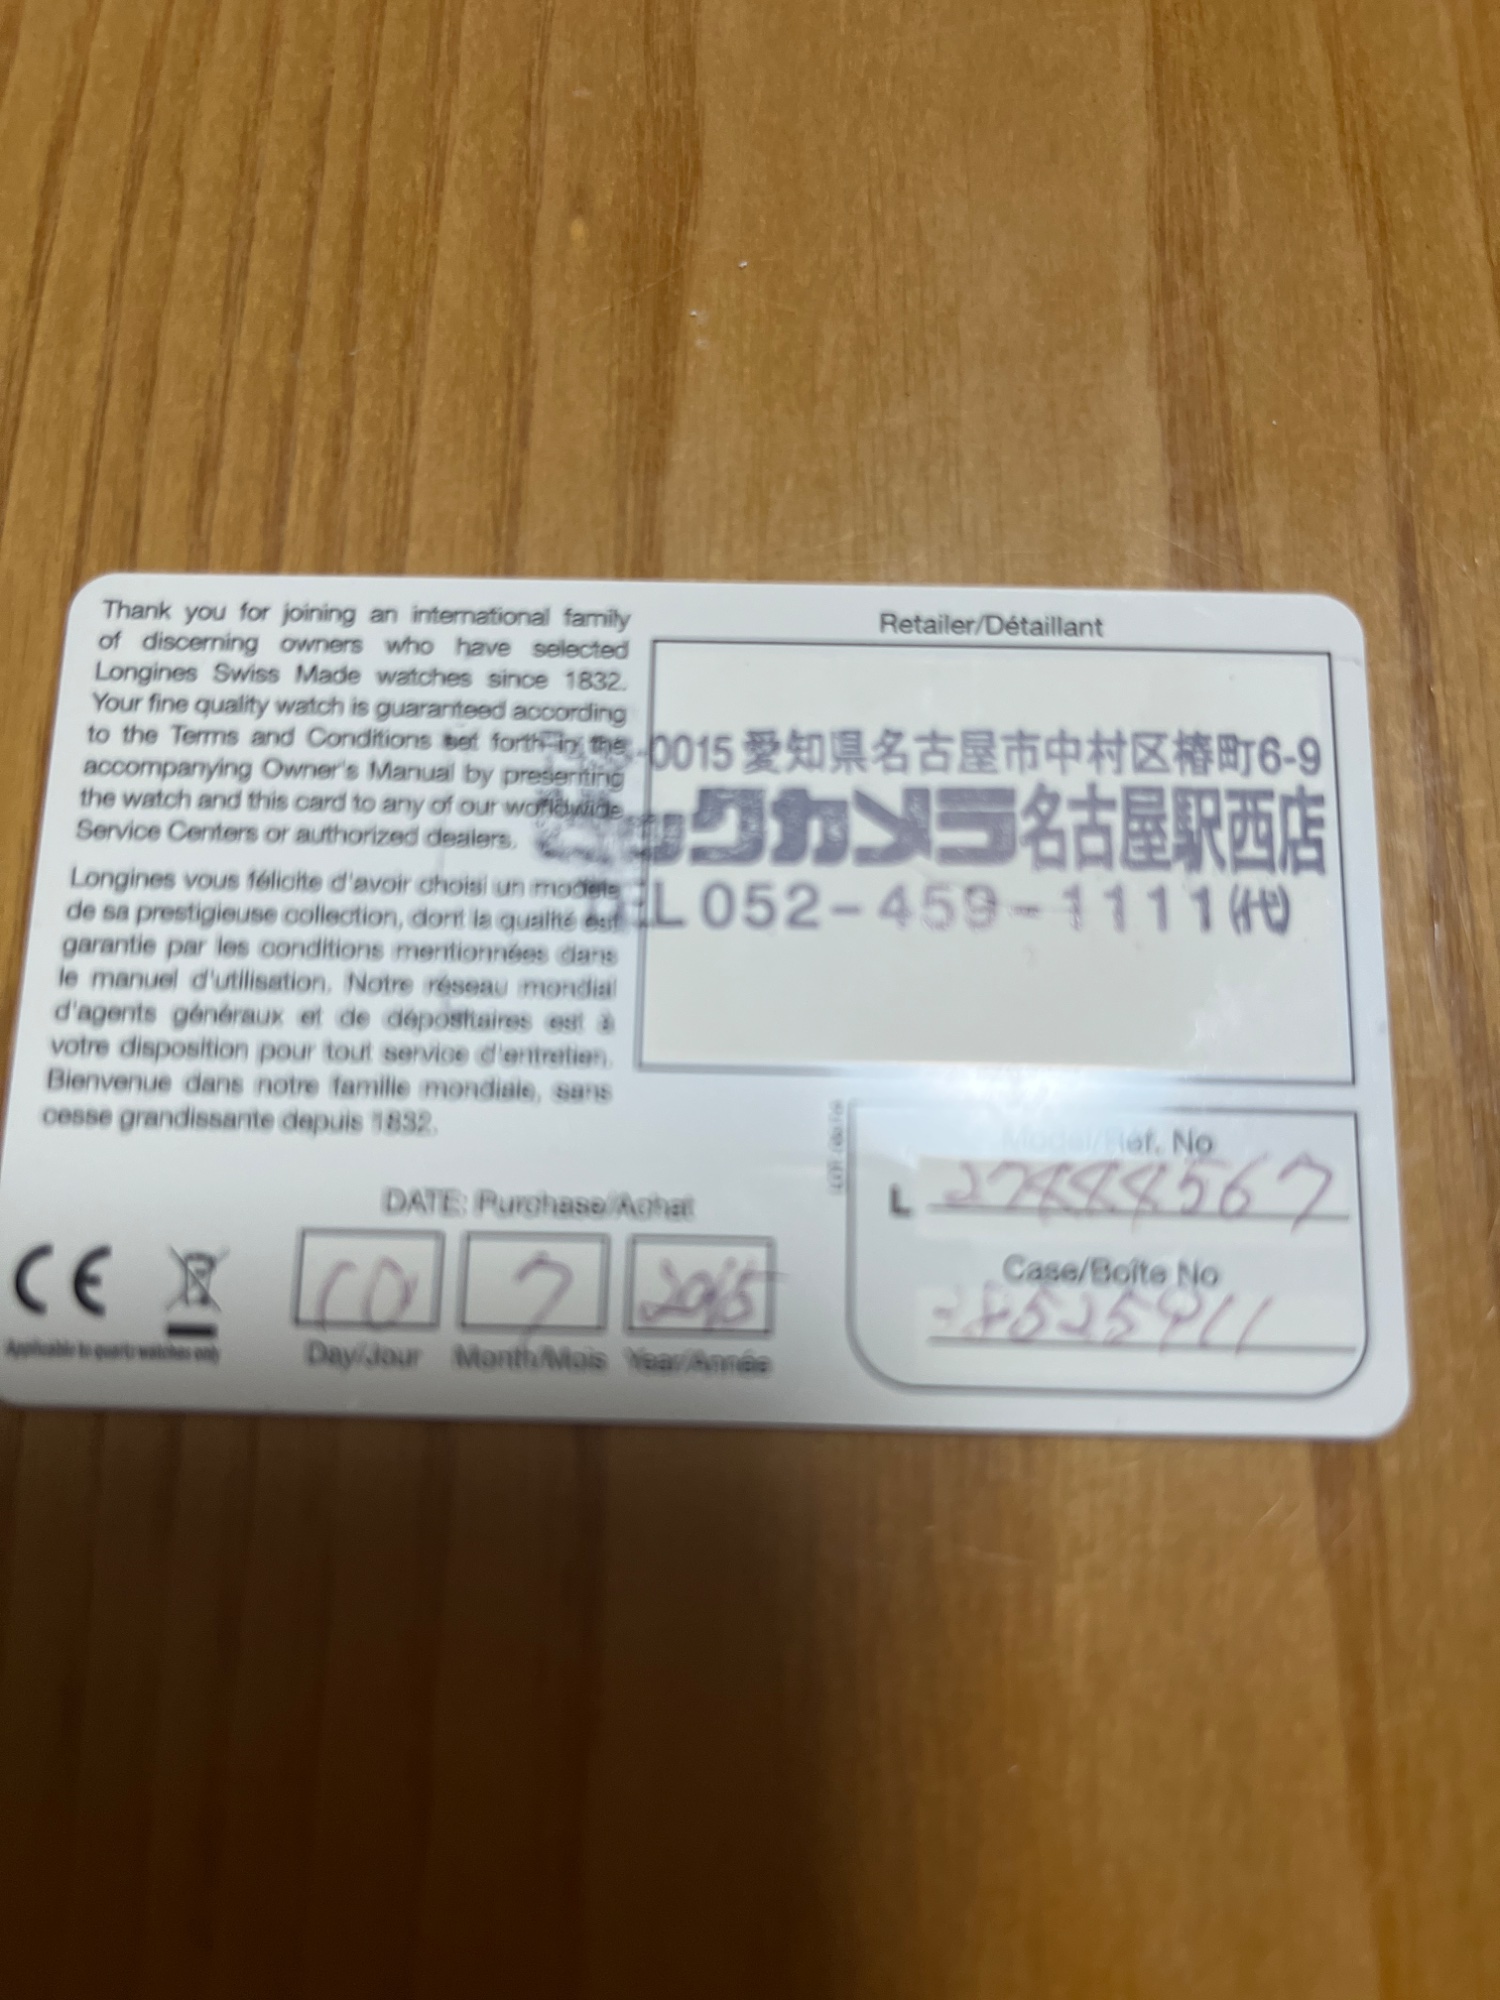 Thank you for joining an international family
of discerning owners who have selected
Longines Swiss Made watches since 1832.
Your fine quality watch is guaranteed according
to the Terms and Conditions set forth in the
accompanying Owner's Manual by presenting
the watch and this card to any of our worldwide
Service Centers or authorized dealers.
Longines vous félicite d'avoir choisi un modèle
de sa prestigieuse collection, dont la qualité est
garantie par les conditions mentionnées dans
le manuel d'utilisation. Notre réseau mondial
d'agents généraux et de dépositaires est à
votre disposition pour tout service d'entretien.
Bienvenue dans notre famille mondiale, sans
cesse grandissante depuis 1832.
Retailer/Détaillant
-0015 愛知県名古屋市中村区椿町6-9
ックカメラ名古屋駅西店
EL 052-459-1111(代)
Model/Ref. No
L 27444567
Case/Boîte No
DATE: Purchase/Achat
10 7 2015
Day/Jour Month/Mois Year/Année
CE
Applicable to quartz watches only